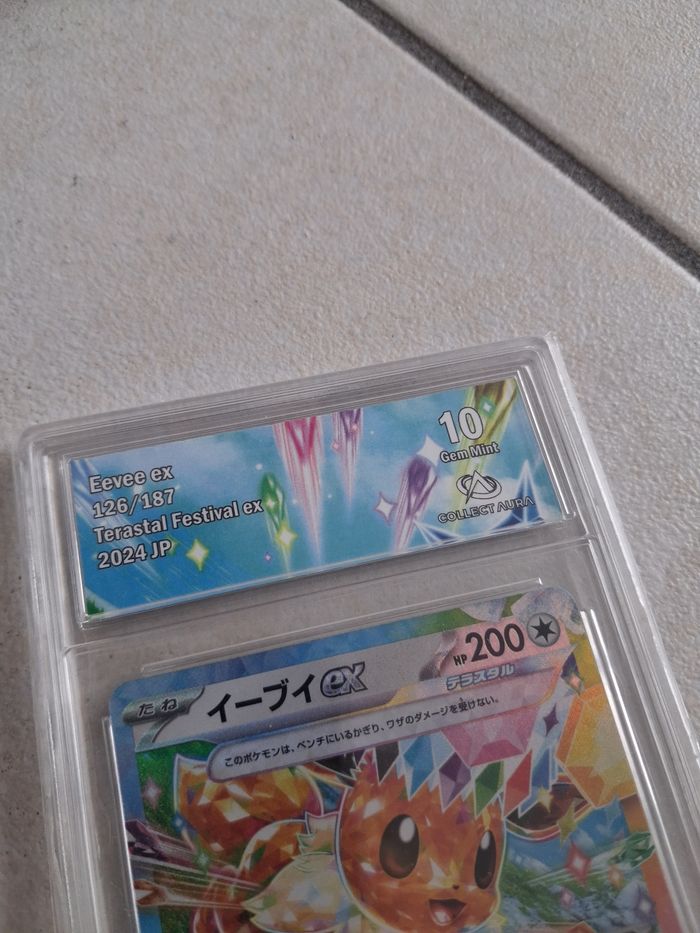 Eevee ex
126/187
Terastal Festival ex
2024 JP
10
Gem Mint
COLLECT AURA
たね
イーブイex
HP200
テラスタル
このポケモンは、ベンチにいるかぎり、ワザのダメージを受けない。